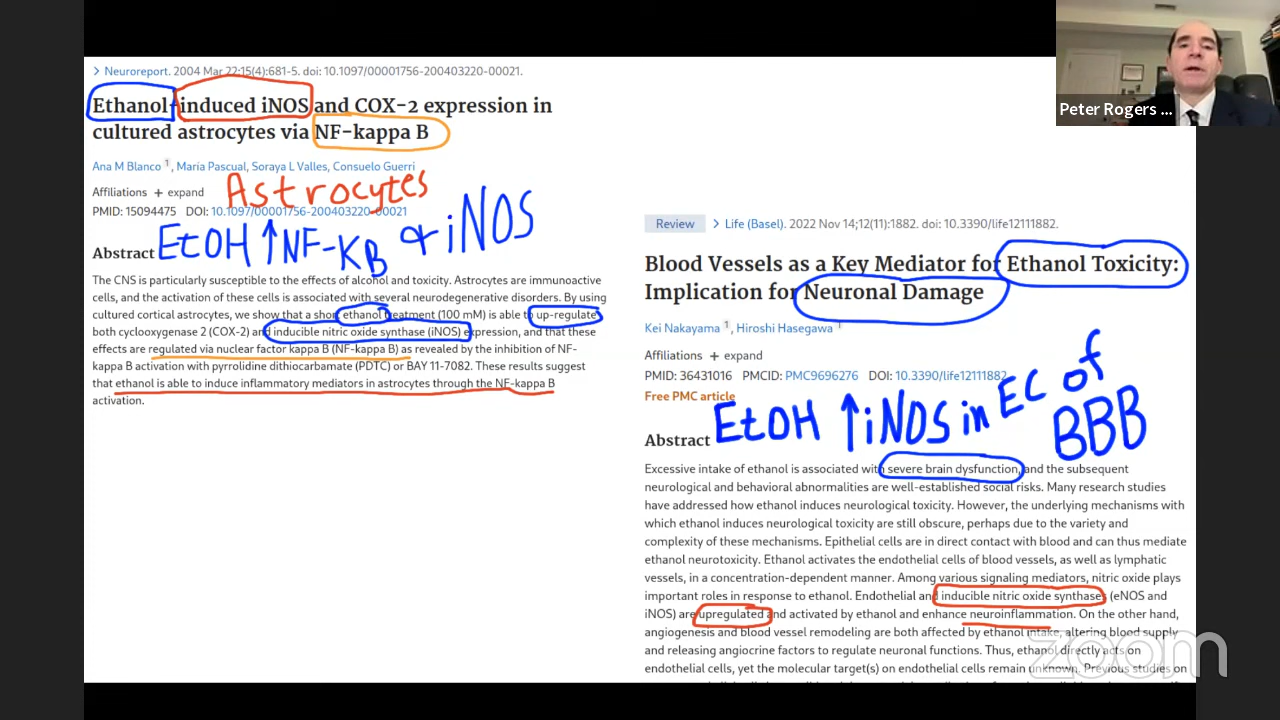 > Neuroreport. 2004 Mar 22;15(4):681-5. doi: 10.1097/00001756-200403220-00021.
Ethanol-induced iNOS and COX-2 expression in
cultured astrocytes via NF-kappa B
Ana M Blanco 1, María Pascual, Soraya L Valles, Consuelo Guerri
Affiliations + expand
Astrocytes
PMID: 15094475 DOI: 10.1097/00001756-200403220-00021
EtOH ↑ NF-KB & iNOS
Abstract
The CNS is particularly susceptible to the effects of alcohol and toxicity. Astrocytes are immunoactive
cells, and the activation of these cells is associated with several neurodegenerative disorders. By using
cultured cortical astrocytes, we show that a short ethanol treatment (100 mM) is able to up-regulate
both cyclooxygenase 2 (COX-2) and inducible nitric oxide synthase (iNOS) expression, and that these
effects are regulated via nuclear factor kappa B (NF-kappa B) as revealed by the inhibition of NF-
kappa B activation with pyrrolidine dithiocarbamate (PDTC) or BAY 11-7082. These results suggest
that ethanol is able to induce inflammatory mediators in astrocytes through the NF-kappa B
activation.
Peter Rogers ...
Review > Life (Basel). 2022 Nov 14;12(11):1882. doi: 10.3390/life12111882.
Blood Vessels as a Key Mediator for Ethanol Toxicity:
Implication for Neuronal Damage
Kei Nakayama 1, Hiroshi Hasegawa 1
Affiliations + expand
PMID: 36431016 PMCID: PMC9696276 DOI: 10.3390/life12111882
Free PMC article
EtOH ↑ iNOS in EC of
BBB
Abstract
Excessive intake of ethanol is associated with severe brain dysfunction, and the subsequent
neurological and behavioral abnormalities are well-established social risks. Many research studies
have addressed how ethanol induces neurological toxicity. However, the underlying mechanisms with
which ethanol induces neurological toxicity are still obscure, perhaps due to the variety and
complexity of these mechanisms. Epithelial cells are in direct contact with blood and can thus mediate
ethanol neurotoxicity. Ethanol activates the endothelial cells of blood vessels, as well as lymphatic
vessels, in a concentration-dependent manner. Among various signaling mediators, nitric oxide plays
important roles in response to ethanol. Endothelial and inducible nitric oxide synthases (eNOS and
iNOS) are upregulated and activated by ethanol and enhance neuroinflammation. On the other hand,
angiogenesis and blood vessel remodeling are both affected by ethanol intake, altering blood supply
and releasing angiocrine factors to regulate neuronal functions. Thus, ethanol directly acts on
endothelial cells, yet the molecular target(s) on endothelial cells remain unknown. Previous studies on
zoom